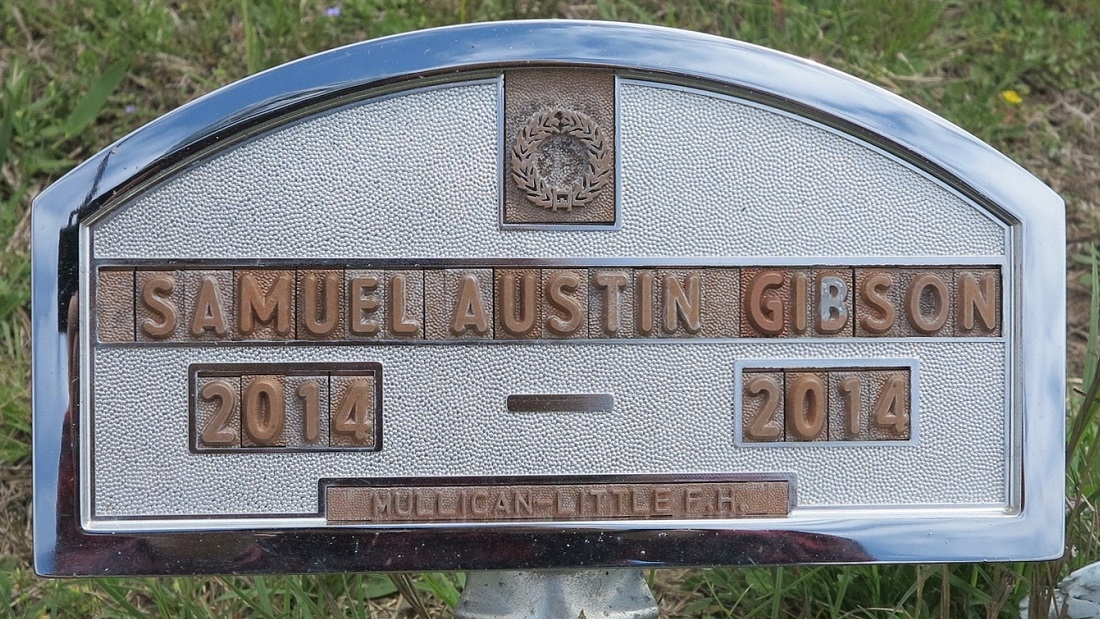 SAMUEL AUSTIN GIBSON
2014 — 2014
MULLIGAN-LITTLE F.H.